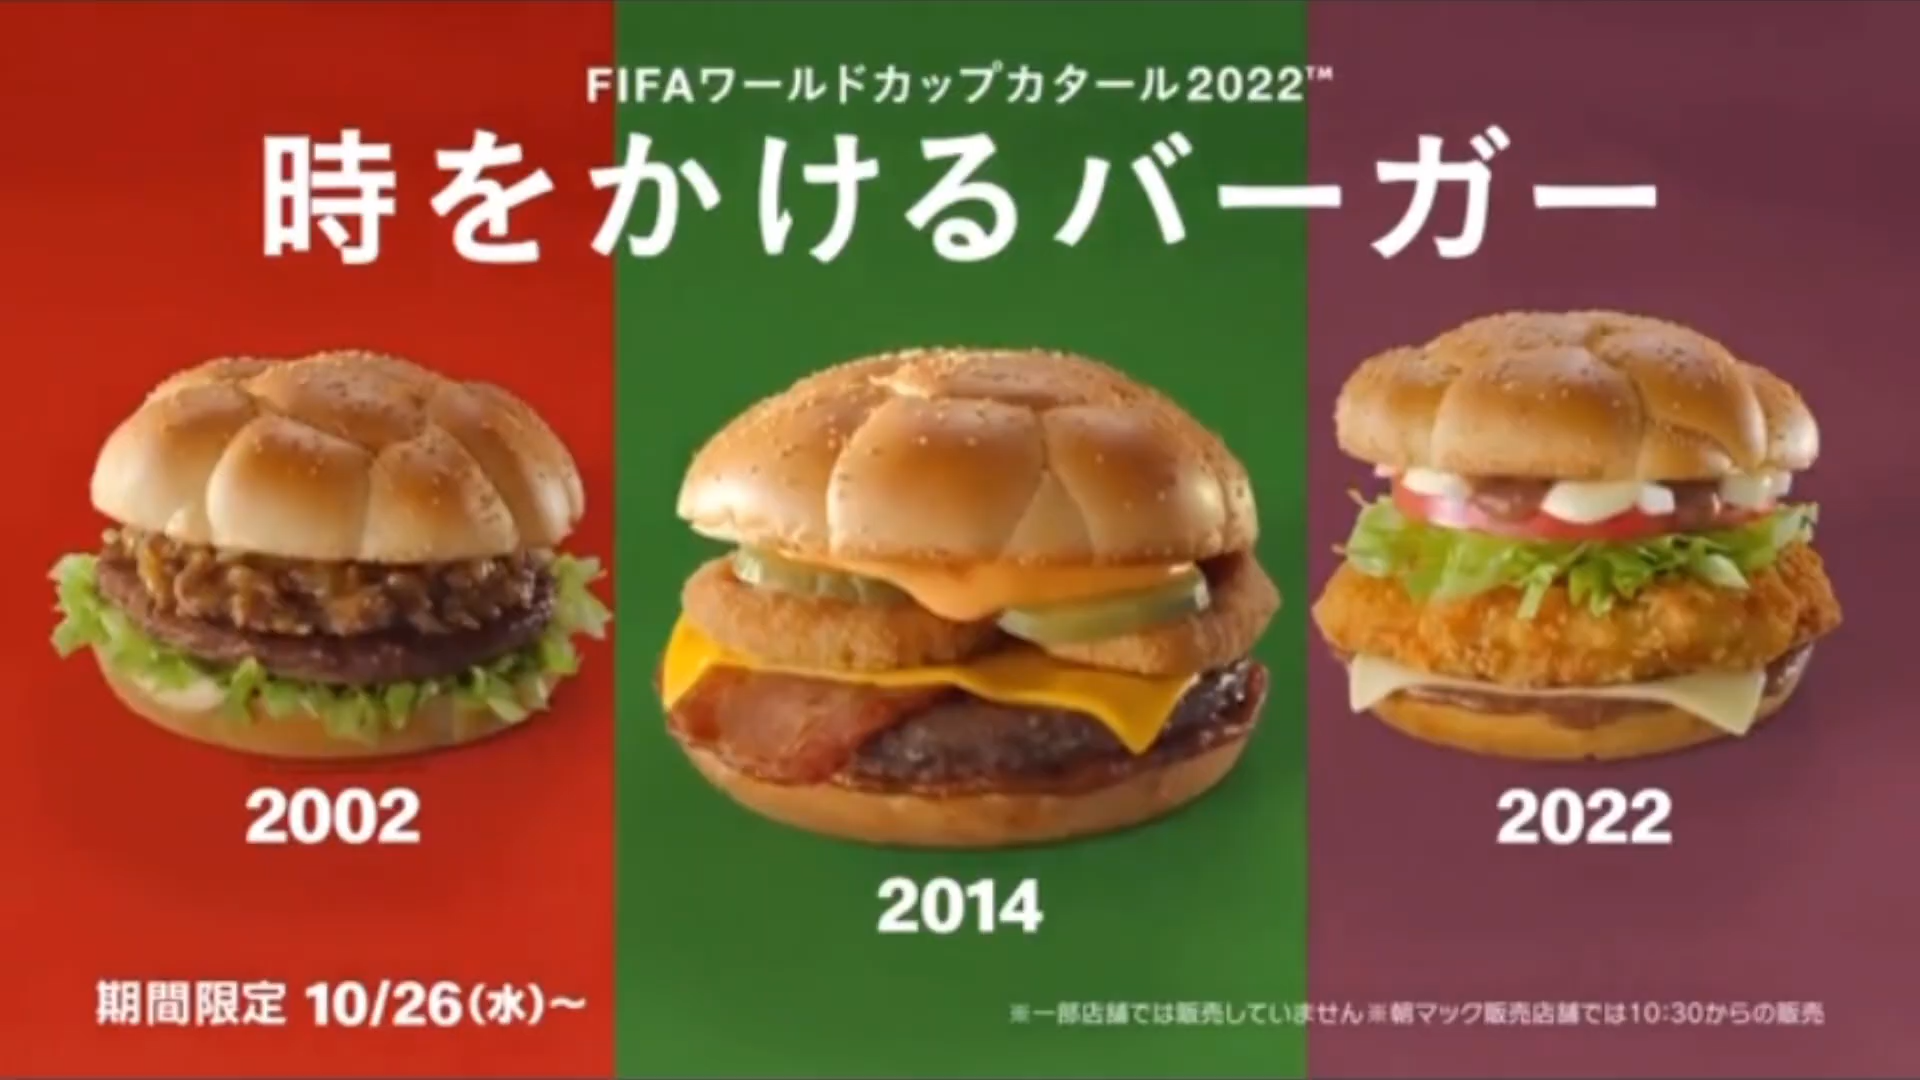 FIFAワールドカップカタール2022™
時をかけるバーガー
2002
2014
2022
期間限定 10/26(水)~
※一部店舗では販売していません※朝マック販売店舗では10:30からの販売